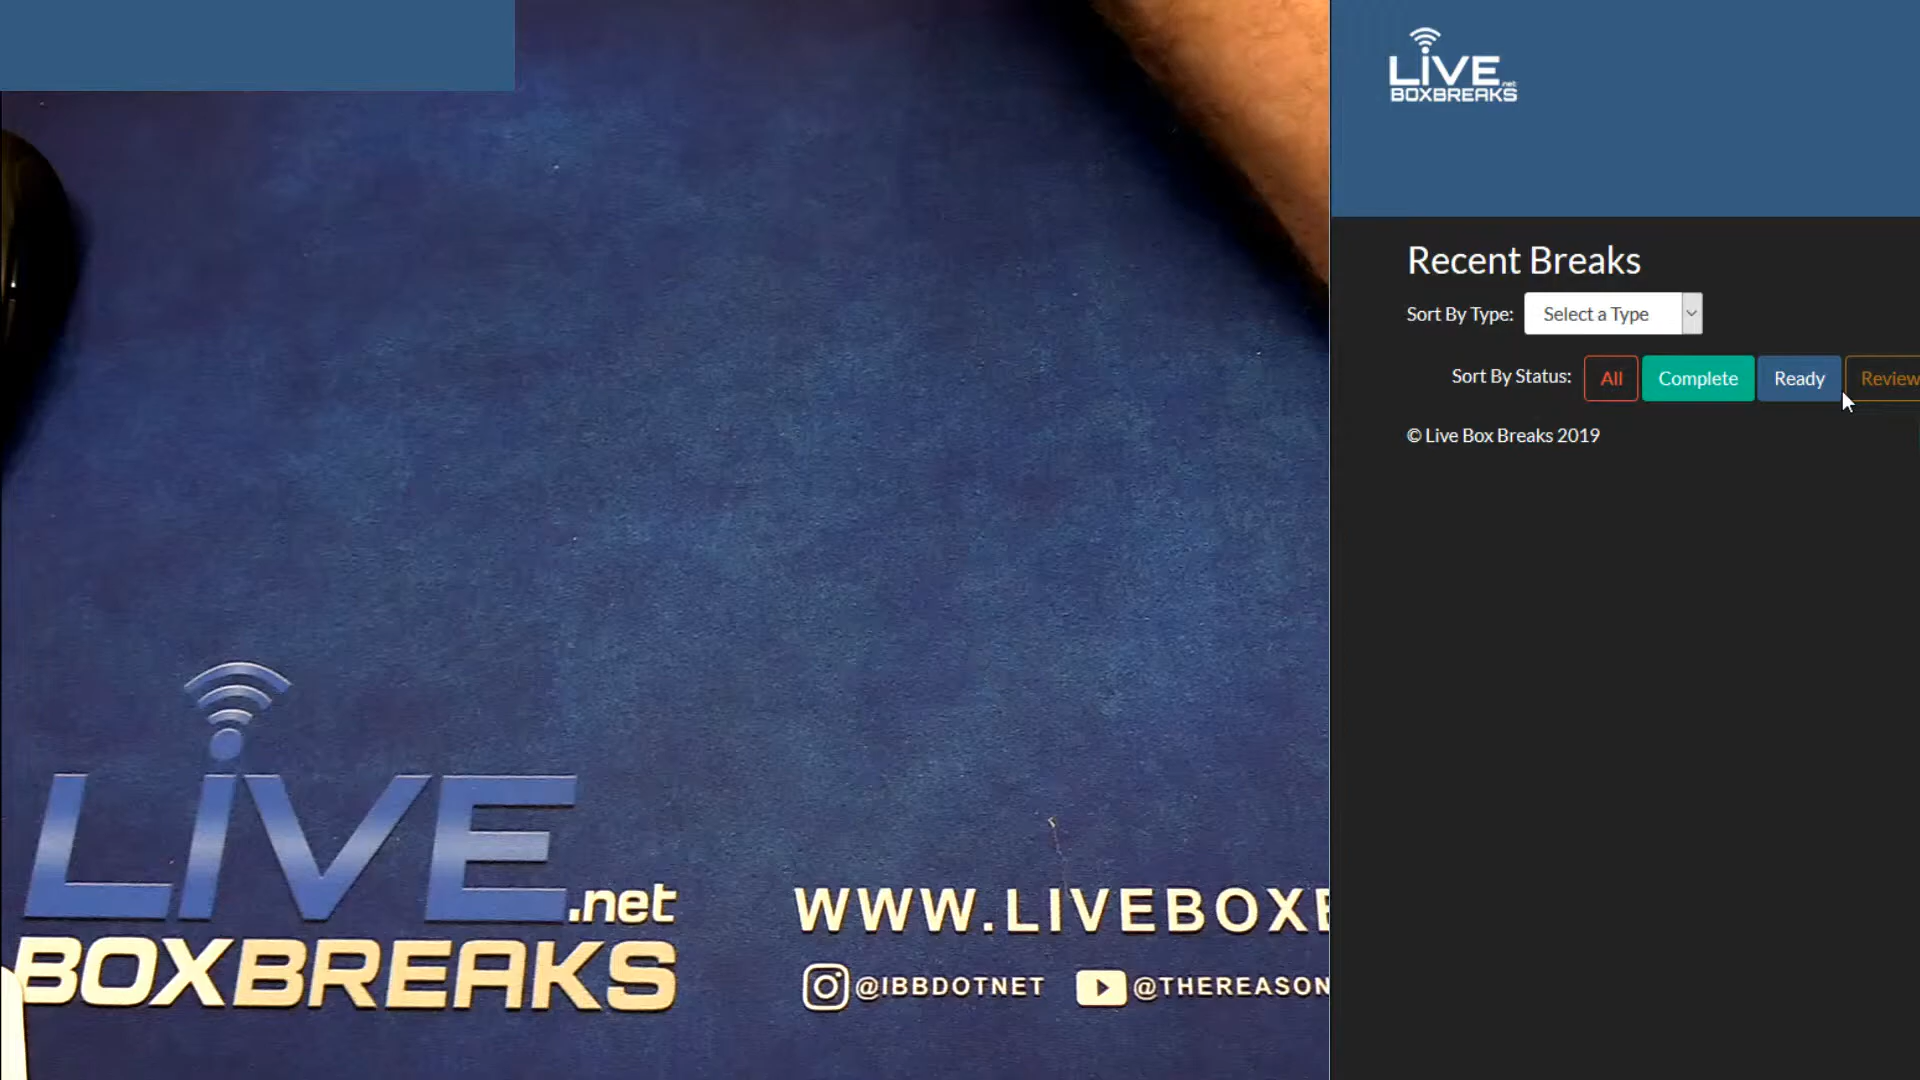 LiVE
.net
BOXBREAKS
Recent Breaks
Sort By Type: Select a Type
Sort By Status: All Complete Ready Review
© Live Box Breaks 2019
LiVE
.net
BOXBREAKS
WWW.LIVEBOX
@IBBDOTNET @THEREASON